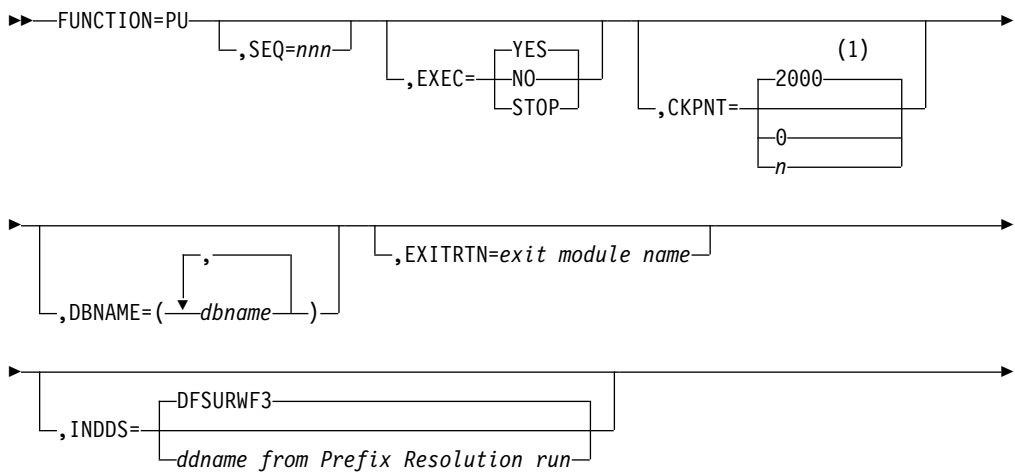 FUNCTION=PU
,SEQ=nnn
,EXEC=
YES
NO
STOP
,CKPNT=
(1)
2000
0
n
,DBNAME=(
,
dbname
)
,EXITRTN=exit module name
,INDDS=
DFSURWF3
ddname from Prefix Resolution run